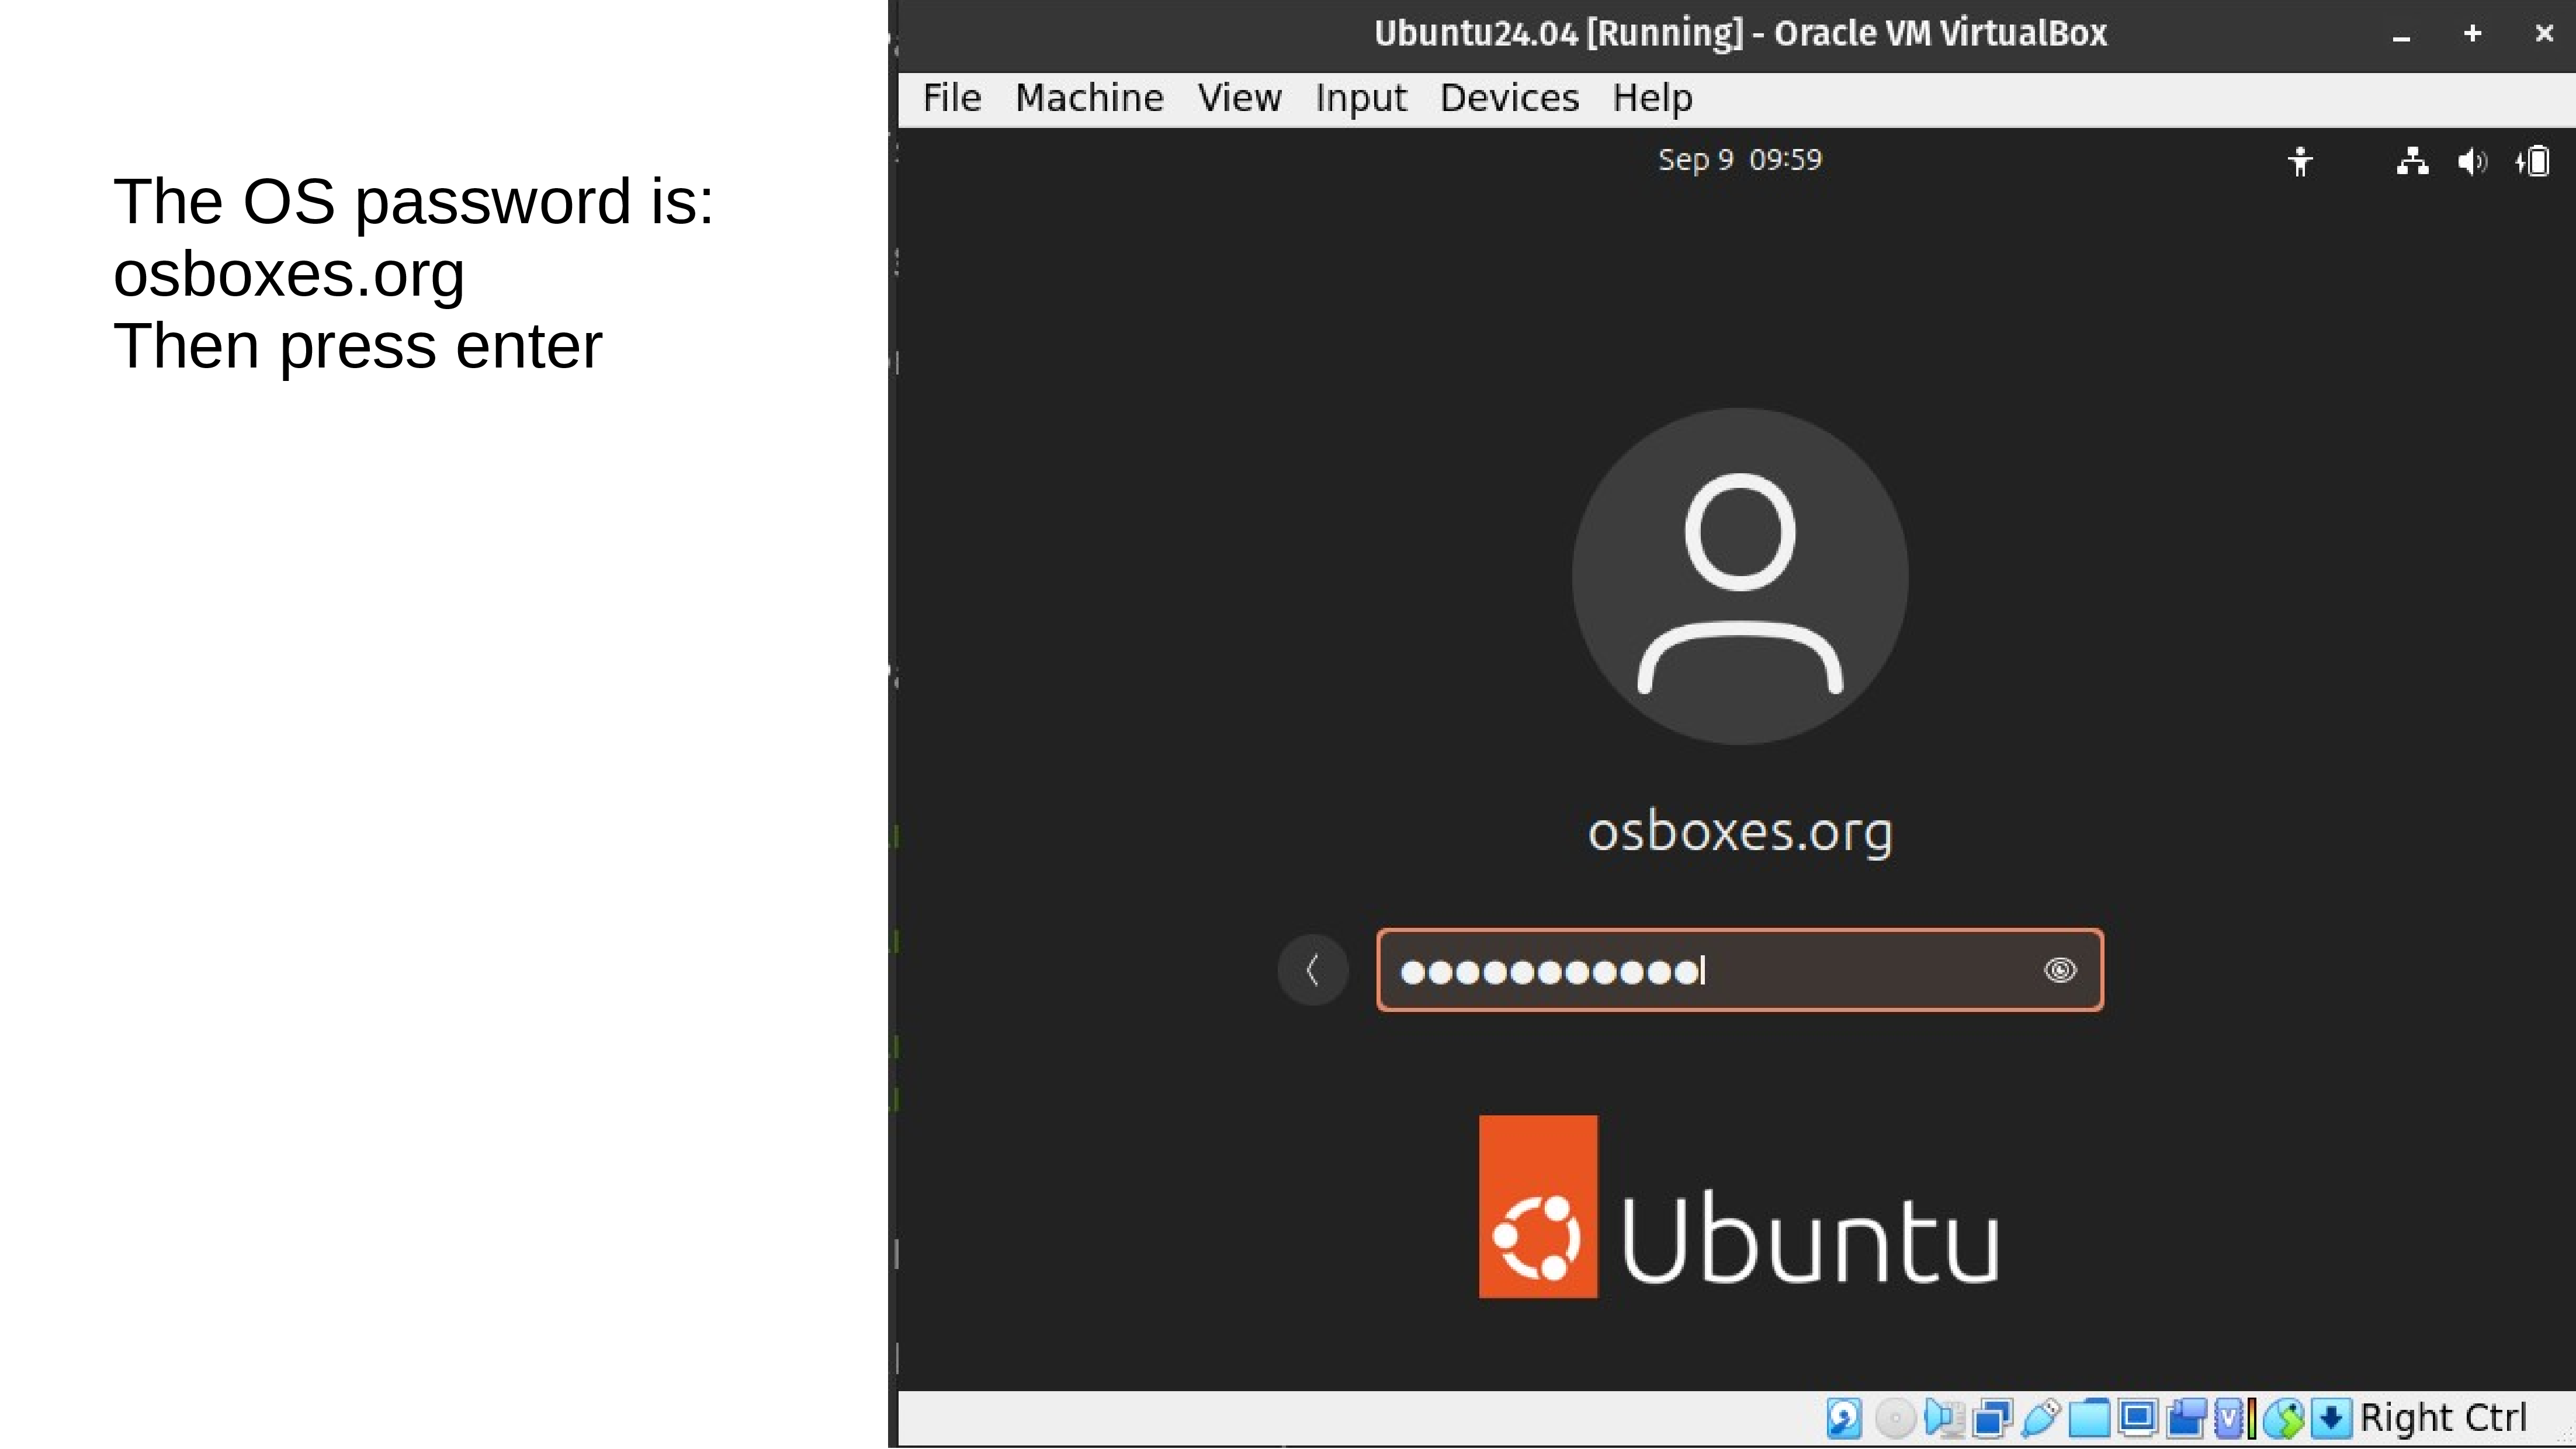 The OS password is:
osboxes.org
Then press enter
Ubuntu24.04 [Running] - Oracle VM VirtualBox
File Machine View Input Devices Help
Sep 9 09:59
osboxes.org
Ubuntu
Right Ctrl